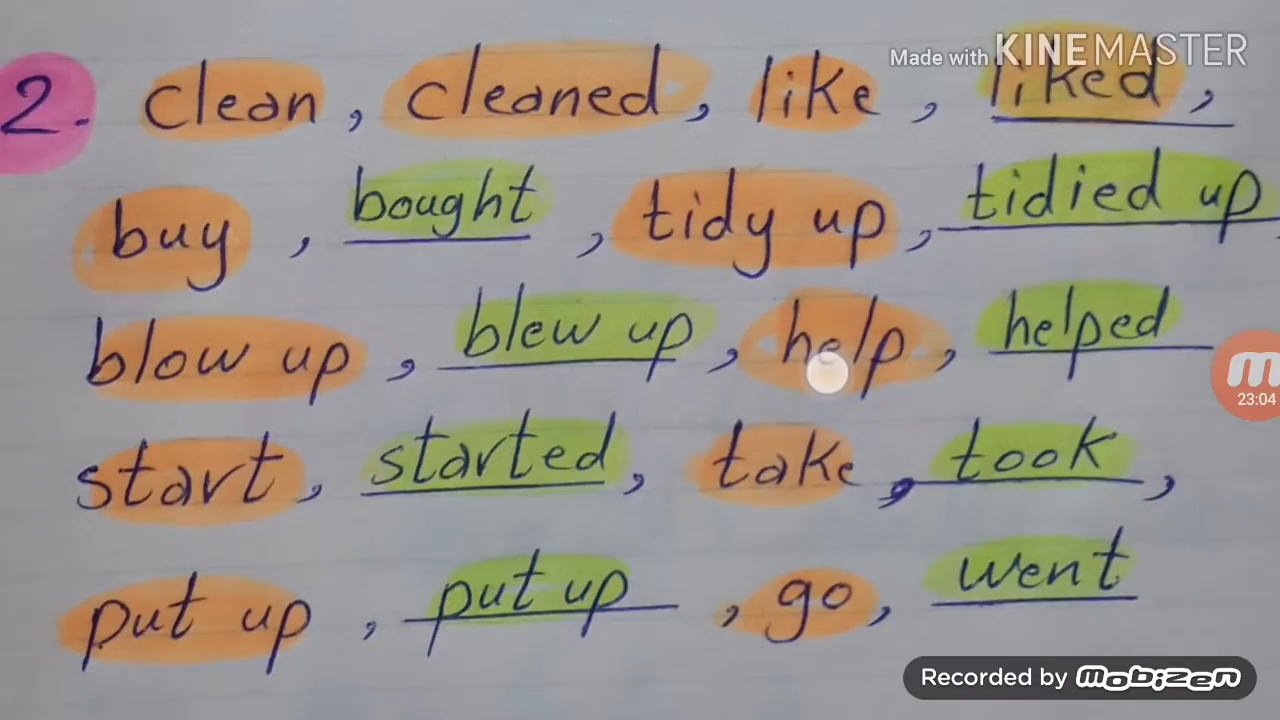 Made with KINEMASTER
2. clean, cleaned, like, liked,
buy, bought, tidy up, tidied up
blow up, blew up, help, helped
start, started, take, took,
put up, put up, go, went
M
23:04
Recorded by MOBIZEN